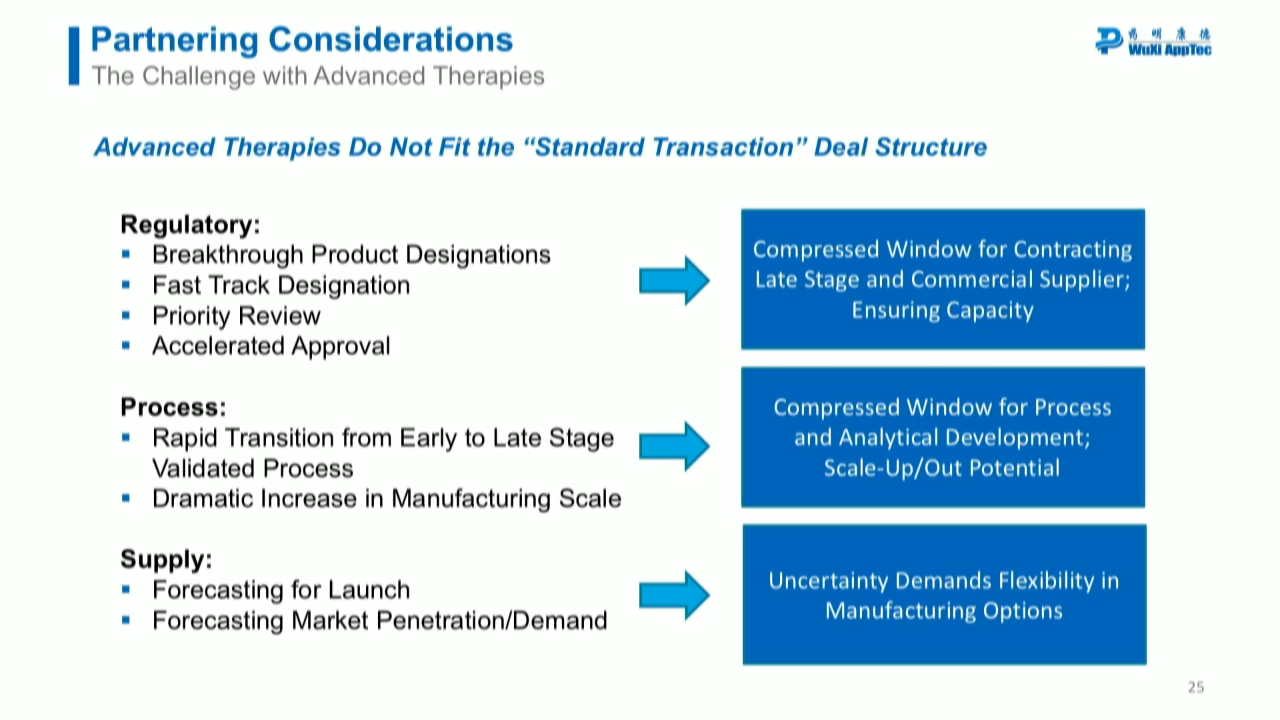 Partnering Considerations
The Challenge with Advanced Therapies
药明康德
WuXi AppTec
Advanced Therapies Do Not Fit the “Standard Transaction” Deal Structure
Regulatory:
▪ Breakthrough Product Designations
▪ Fast Track Designation
▪ Priority Review
▪ Accelerated Approval
Compressed Window for Contracting
Late Stage and Commercial Supplier;
Ensuring Capacity
Process:
▪ Rapid Transition from Early to Late Stage
Validated Process
▪ Dramatic Increase in Manufacturing Scale
Compressed Window for Process
and Analytical Development;
Scale-Up/Out Potential
Supply:
▪ Forecasting for Launch
▪ Forecasting Market Penetration/Demand
Uncertainty Demands Flexibility in
Manufacturing Options
25